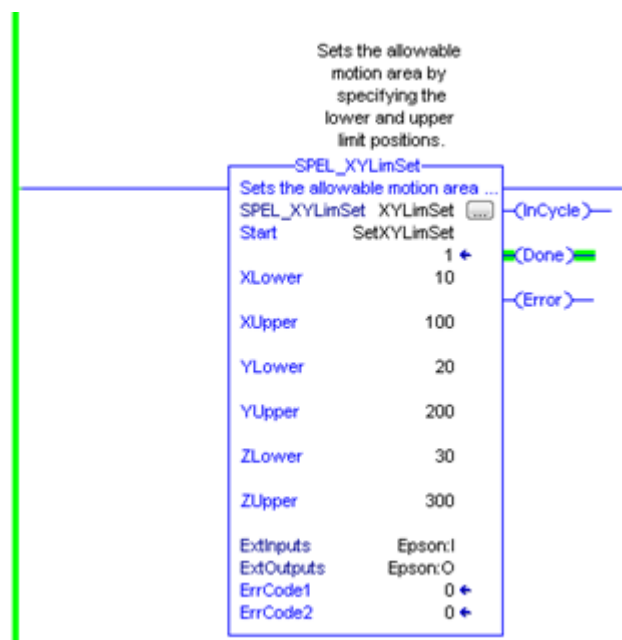 Sets the allowable
motion area by
specifying the
lower and upper
limit positions.
SPEL_XYLimSet
Sets the allowable motion area ...
SPEL_XYLimSet XYLimSet ... (InCycle)
Start SetXYLimSet
1 (Done)
XLower 10
(Error)
XUpper 100
YLower 20
YUpper 200
ZLower 30
ZUpper 300
ExtInputs Epson:I
ExtOutputs Epson:O
ErrCode1 0
ErrCode2 0